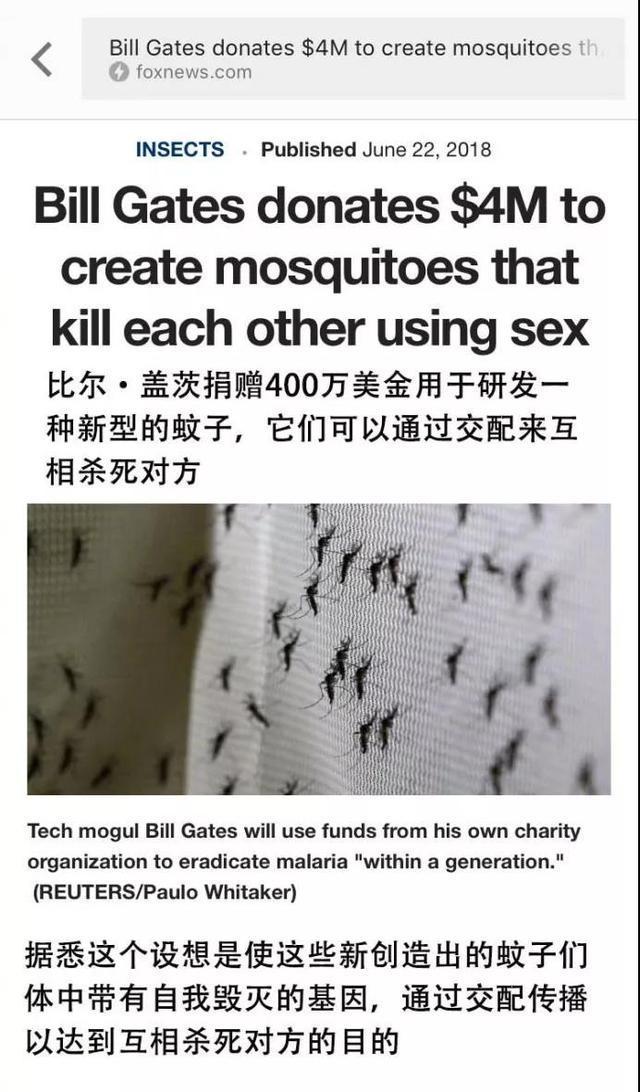 Bill Gates donates $4M to create mosquitoes th
foxnews.com
INSECTS · Published June 22, 2018
Bill Gates donates $4M to
create mosquitoes that
kill each other using sex
比尔·盖茨捐赠400万美金用于研发一
种新型的蚊子，它们可以通过交配来互
相杀死对方
Tech mogul Bill Gates will use funds from his own charity
organization to eradicate malaria "within a generation."
(REUTERS/Paulo Whitaker)
据悉这个设想是使这些新创造出的蚊子们
体中带有自我毁灭的基因，通过交配传播
以达到互相杀死对方的目的